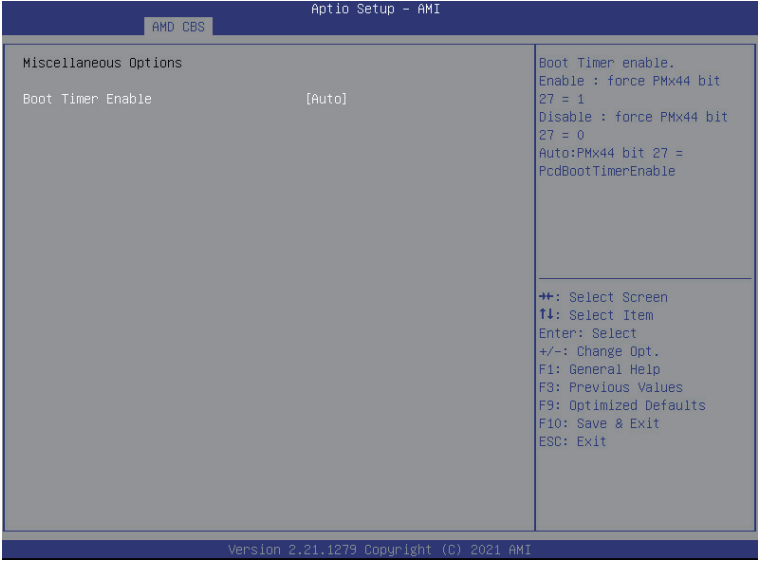 Aptio Setup – AMI
AMD CBS
Miscellaneous Options
Boot Timer Enable [Auto]
Boot Timer enable.
Enable : force PMx44 bit
27 = 1
Disable : force PMx44 bit
27 = 0
Auto:PMx44 bit 27 =
PcdBootTimerEnable
→←: Select Screen
↑↓: Select Item
Enter: Select
+/-: Change Opt.
F1: General Help
F3: Previous Values
F9: Optimized Defaults
F10: Save & Exit
ESC: Exit
Version 2.21.1279 Copyright (C) 2021 AMI